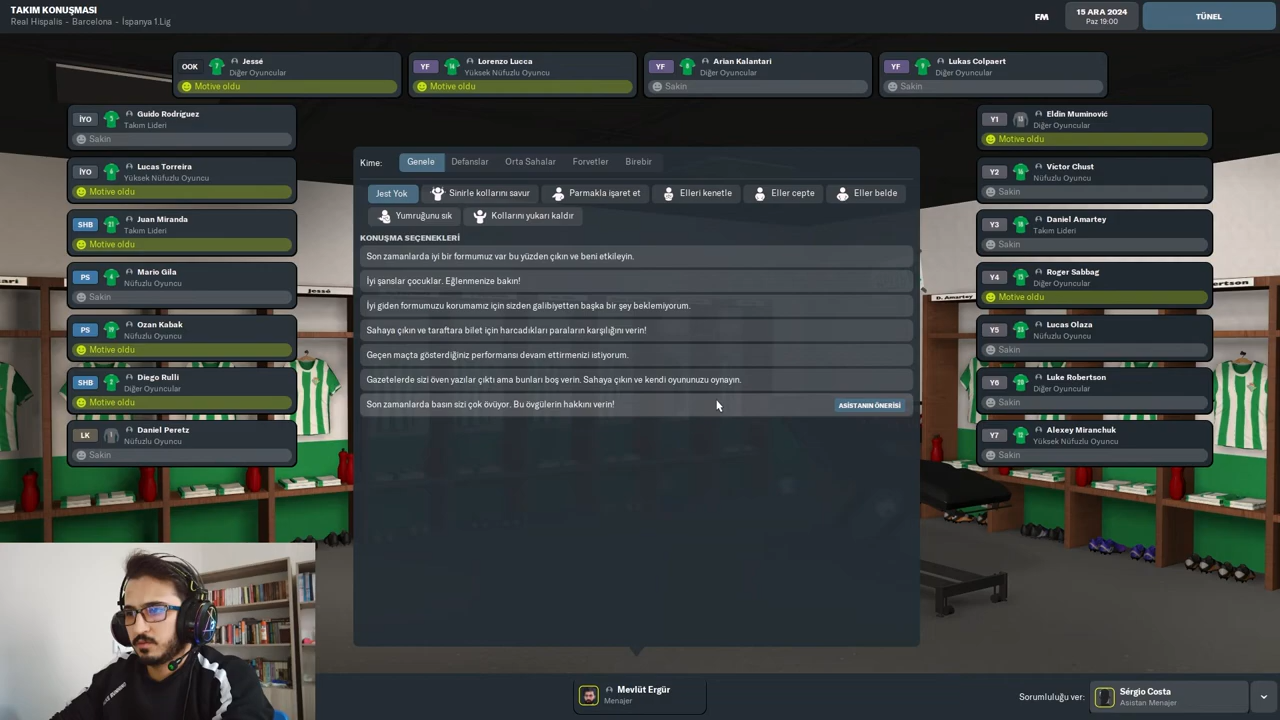 TAKIM KONUŞMASI
Real Hispalis - Barcelona - İspanya 1.Lig
FM
15 ARA 2024
Paz 19:00
TÜNEL
OOK
7
Jessé
Diğer Oyuncular
Motive oldu
YF
Lorenzo Lucca
Yüksek Nüfuzlu Oyuncu
Motive oldu
YF
Arian Kalantari
Diğer Oyuncular
Sakin
YF
Lukas Colpaert
Diğer Oyuncular
Sakin
İYO
Guido Rodríguez
Takım Lideri
Sakin
İYO
Lucas Torreira
Yüksek Nüfuzlu Oyuncu
Motive oldu
SHB
Juan Miranda
Takım Lideri
Motive oldu
PS
Mario Gila
Nüfuzlu Oyuncu
Sakin
PS
Ozan Kabak
Nüfuzlu Oyuncu
Motive oldu
SHB
Diego Rulli
Diğer Oyuncular
Motive oldu
LK
Daniel Peretz
Nüfuzlu Oyuncu
Sakin
Kime:
Genele
Defanslar
Orta Sahalar
Forvetler
Birebir
Jest Yok
Sinirle kollarını savur
Parmakla işaret et
Elleri kenetle
Eller cepte
Eller belde
Yumruğunu sık
Kollarını yukarı kaldır
KONUŞMA SEÇENEKLERİ
Son zamanlarda iyi bir formumuz var bu yüzden çıkın ve beni etkileyin.
İyi şanslar çocuklar. Eğlenmenize bakın!
İyi giden formumuzu korumamız için sizden galibiyetten başka bir şey beklemiyorum.
Sahaya çıkın ve taraftara bilet için harcadıkları paraların karşılığını verin!
Geçen maçta gösterdiğiniz performansı devam ettirmenizi istiyorum.
Gazetelerde sizi öven yazılar çıktı ama bunları boş verin. Sahaya çıkın ve kendi oyununuzu oynayın.
Son zamanlarda basın sizi çok övüyor. Bu övgülerin hakkını verin!
ASİSTANIN ÖNERİSİ
Y1
Eldin Muminović
Diğer Oyuncular
Motive oldu
Y2
Víctor Chust
Nüfuzlu Oyuncu
Sakin
Y3
Daniel Amartey
Takım Lideri
Sakin
Y4
Roger Sabbag
Diğer Oyuncular
Motive oldu
Y5
Lucas Olaza
Nüfuzlu Oyuncu
Sakin
Y6
Luke Robertson
Diğer Oyuncular
Sakin
Y7
Alexey Miranchuk
Yüksek Nüfuzlu Oyuncu
Sakin
Jessé
D. Amartey
Mevlüt Ergür
Menajer
Sorumluluğu ver:
Sérgio Costa
Asistan Menajer